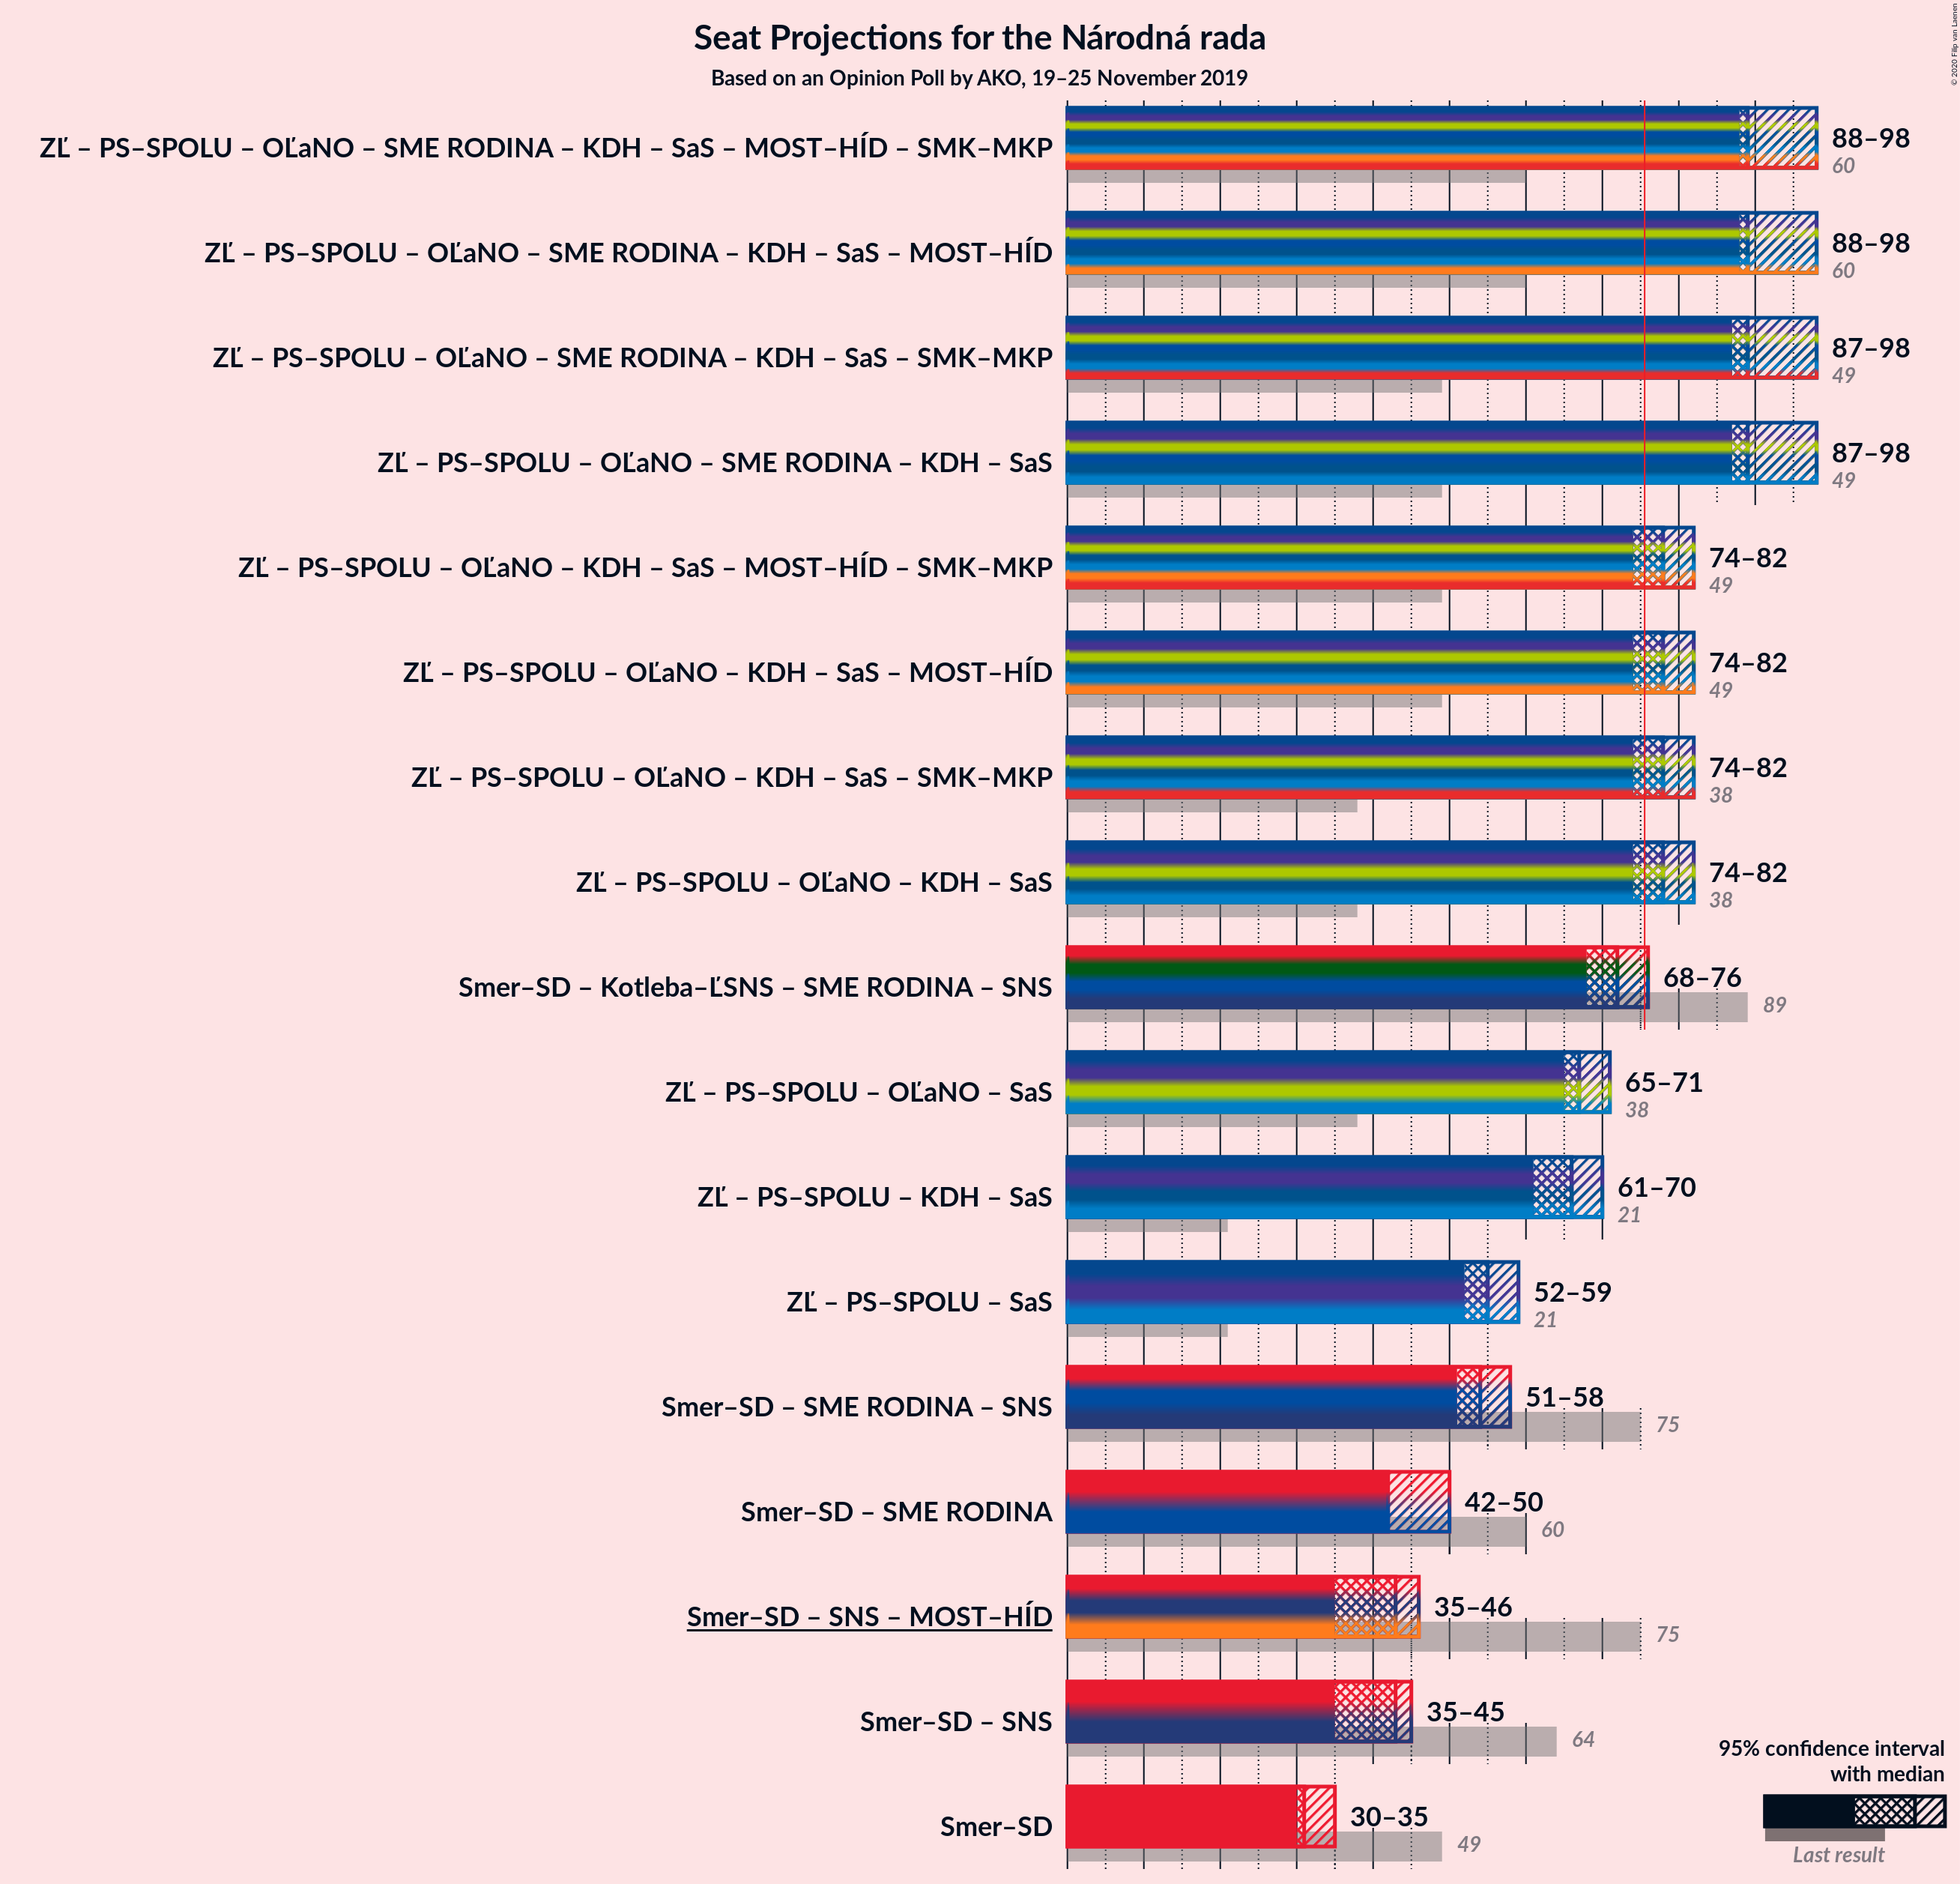 Seat Projections for the Národná rada
Based on an Opinion Poll by AKO, 19–25 November 2019
© 2020 Filip van Laenen
ZĽ – PS–SPOLU – OĽaNO – SME RODINA – KDH – SaS – MOST–HÍD – SMK–MKP
88–98
60
ZĽ – PS–SPOLU – OĽaNO – SME RODINA – KDH – SaS – MOST–HÍD
88–98
60
ZĽ – PS–SPOLU – OĽaNO – SME RODINA – KDH – SaS – SMK–MKP
87–98
49
ZĽ – PS–SPOLU – OĽaNO – SME RODINA – KDH – SaS
87–98
49
ZĽ – PS–SPOLU – OĽaNO – KDH – SaS – MOST–HÍD – SMK–MKP
74–82
49
ZĽ – PS–SPOLU – OĽaNO – KDH – SaS – MOST–HÍD
74–82
49
ZĽ – PS–SPOLU – OĽaNO – KDH – SaS – SMK–MKP
74–82
38
ZĽ – PS–SPOLU – OĽaNO – KDH – SaS
74–82
38
Smer–SD – Kotleba–ĽSNS – SME RODINA – SNS
68–76
89
ZĽ – PS–SPOLU – OĽaNO – SaS
65–71
38
ZĽ – PS–SPOLU – KDH – SaS
61–70
21
ZĽ – PS–SPOLU – SaS
52–59
21
Smer–SD – SME RODINA – SNS
51–58
75
Smer–SD – SME RODINA
42–50
60
Smer–SD – SNS – MOST–HÍD
35–46
75
Smer–SD – SNS
35–45
64
Smer–SD
30–35
49
95% confidence interval
with median
Last result